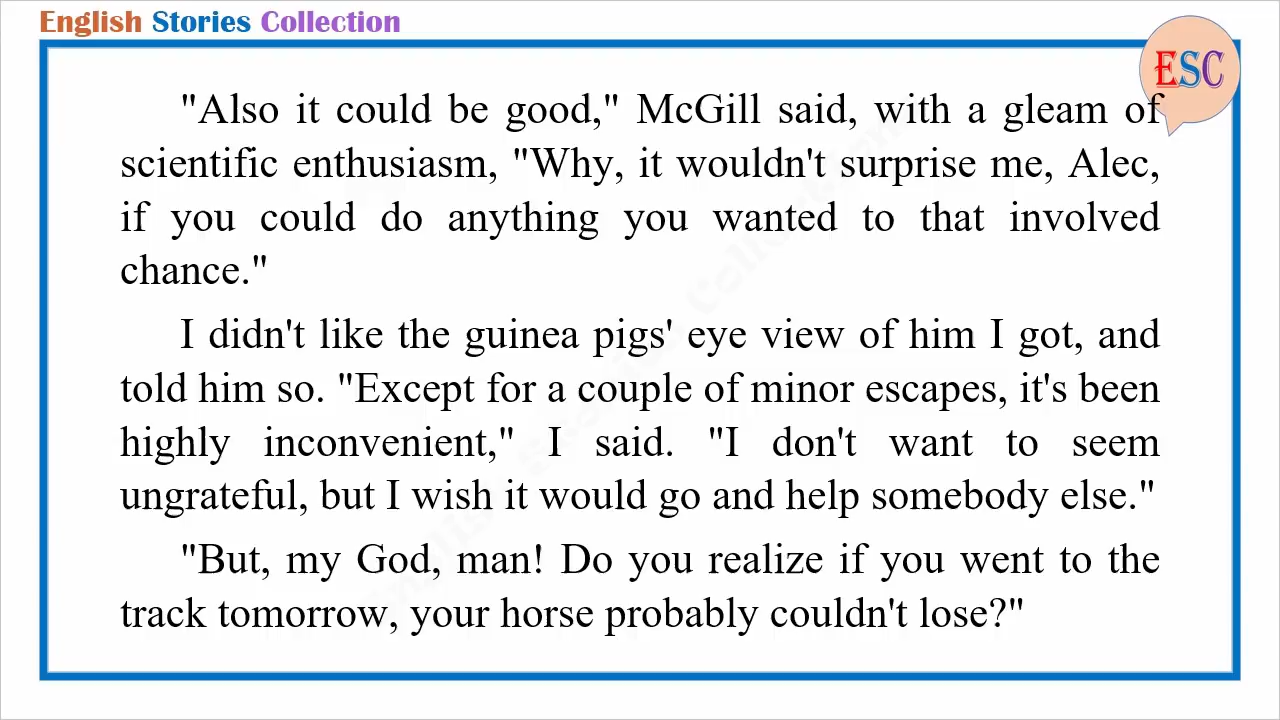 English Stories Collection
ESC
"Also it could be good," McGill said, with a gleam of
scientific enthusiasm, "Why, it wouldn't surprise me, Alec,
if you could do anything you wanted to that involved
chance."
I didn't like the guinea pigs' eye view of him I got, and
told him so. "Except for a couple of minor escapes, it's been
highly inconvenient," I said. "I don't want to seem
ungrateful, but I wish it would go and help somebody else."
"But, my God, man! Do you realize if you went to the
track tomorrow, your horse probably couldn't lose?"
English Stories Collection